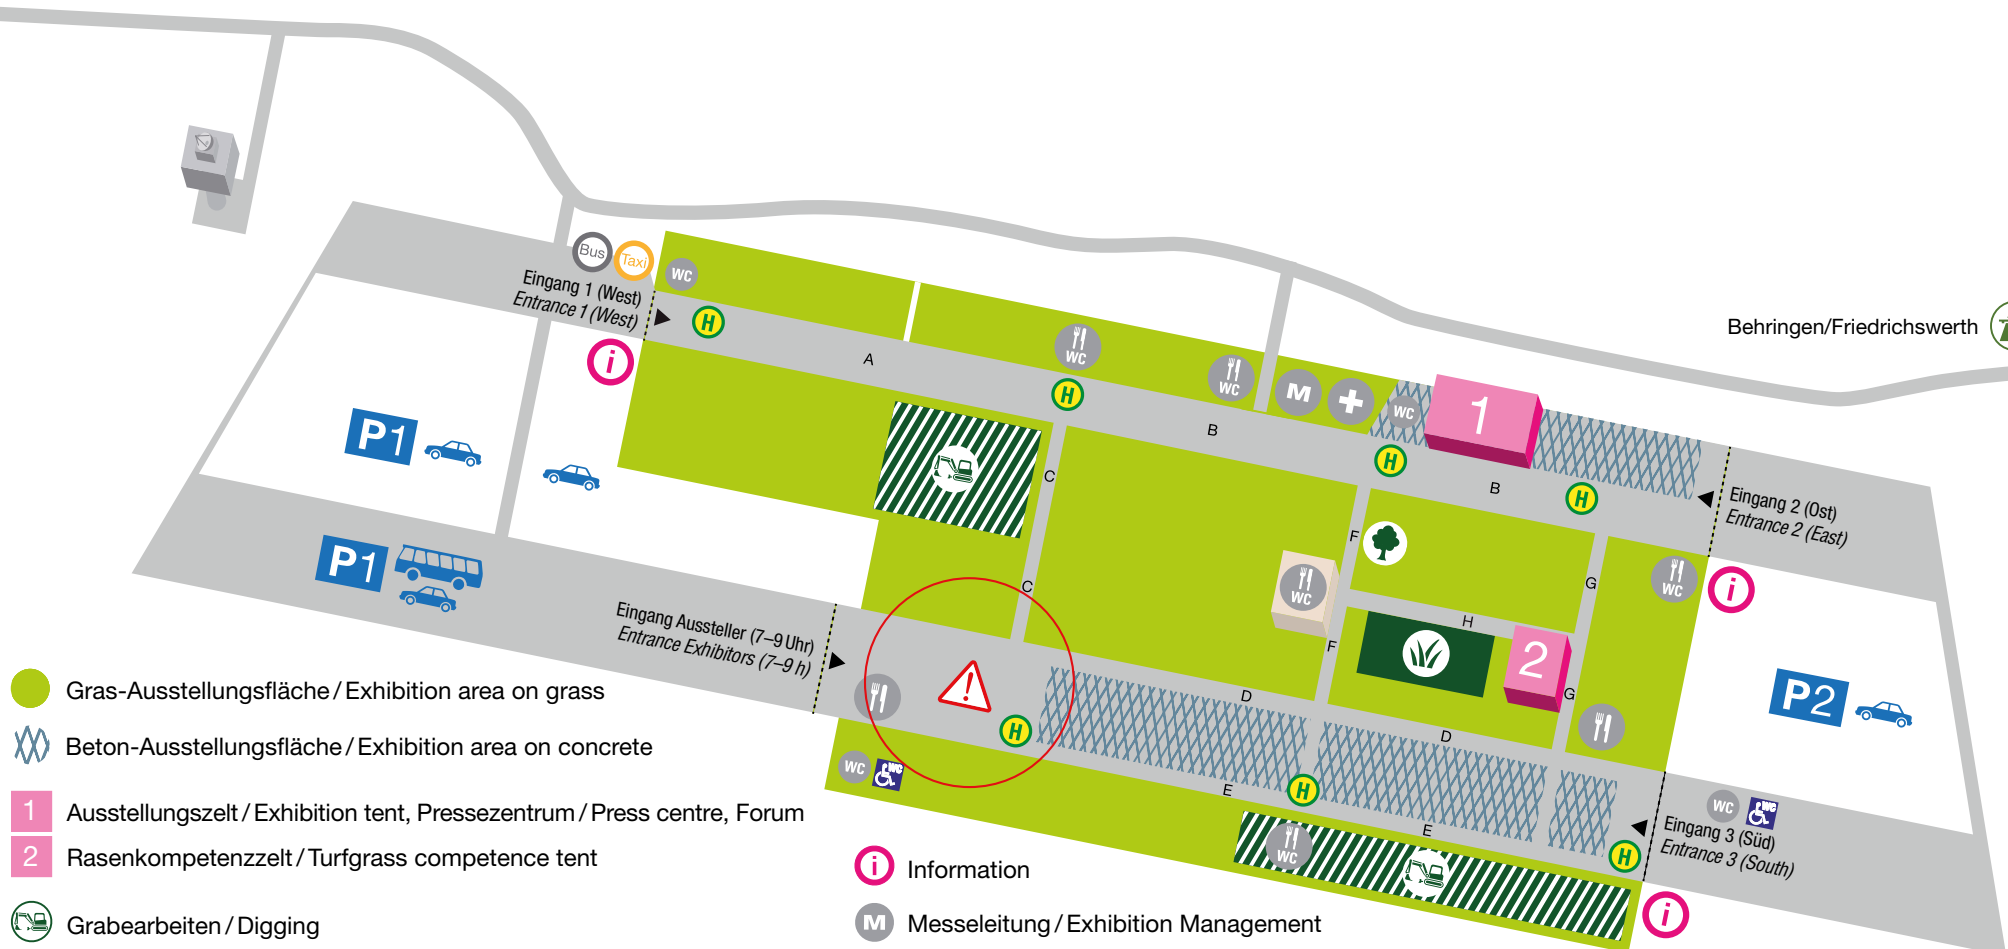 Bus
Taxi
WC
Eingang 1 (West)
Entrance 1 (West)
H
i
A
WC
H
WC
M
WC
1
B
H
B
H
Behringen/Friedrichswerth
Eingang 2 (Ost)
Entrance 2 (East)
WC
i
P1
P1
C
C
F
F
WC
G
G
H
2
P2
Eingang Aussteller (7–9 Uhr)
Entrance Exhibitors (7–9 h)
!
H
D
D
WC
WC
E
H
E
WC
H
WC
WC
Eingang 3 (Süd)
Entrance 3 (South)
i
Gras-Ausstellungsfläche / Exhibition area on grass
Beton-Ausstellungsfläche / Exhibition area on concrete
1 Ausstellungszelt / Exhibition tent, Pressezentrum / Press centre, Forum
2 Rasenkompetenzzelt / Turfgrass competence tent
Grabearbeiten / Digging
i Information
M Messeleitung / Exhibition Management